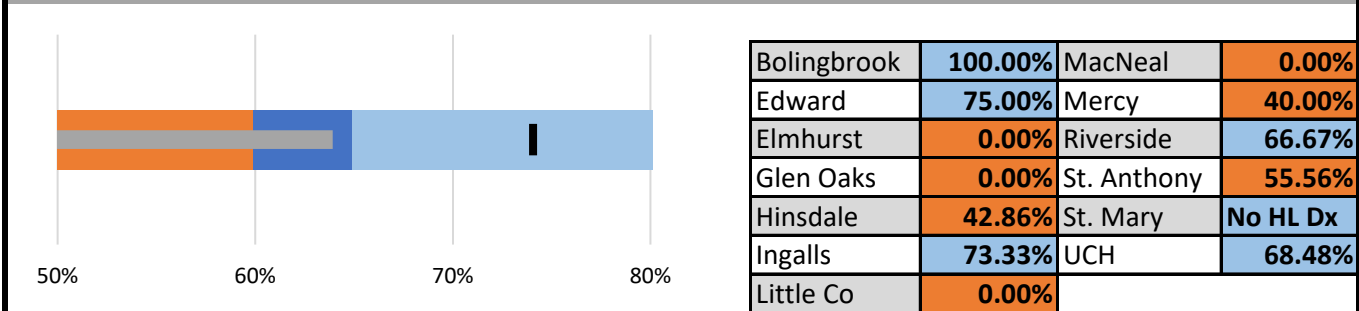 50% 60% 70% 80%
Bolingbrook 100.00% MacNeal 0.00%
Edward 75.00% Mercy 40.00%
Elmhurst 0.00% Riverside 66.67%
Glen Oaks 0.00% St. Anthony 55.56%
Hinsdale 42.86% St. Mary No HL Dx
Ingalls 73.33% UCH 68.48%
Little Co 0.00%